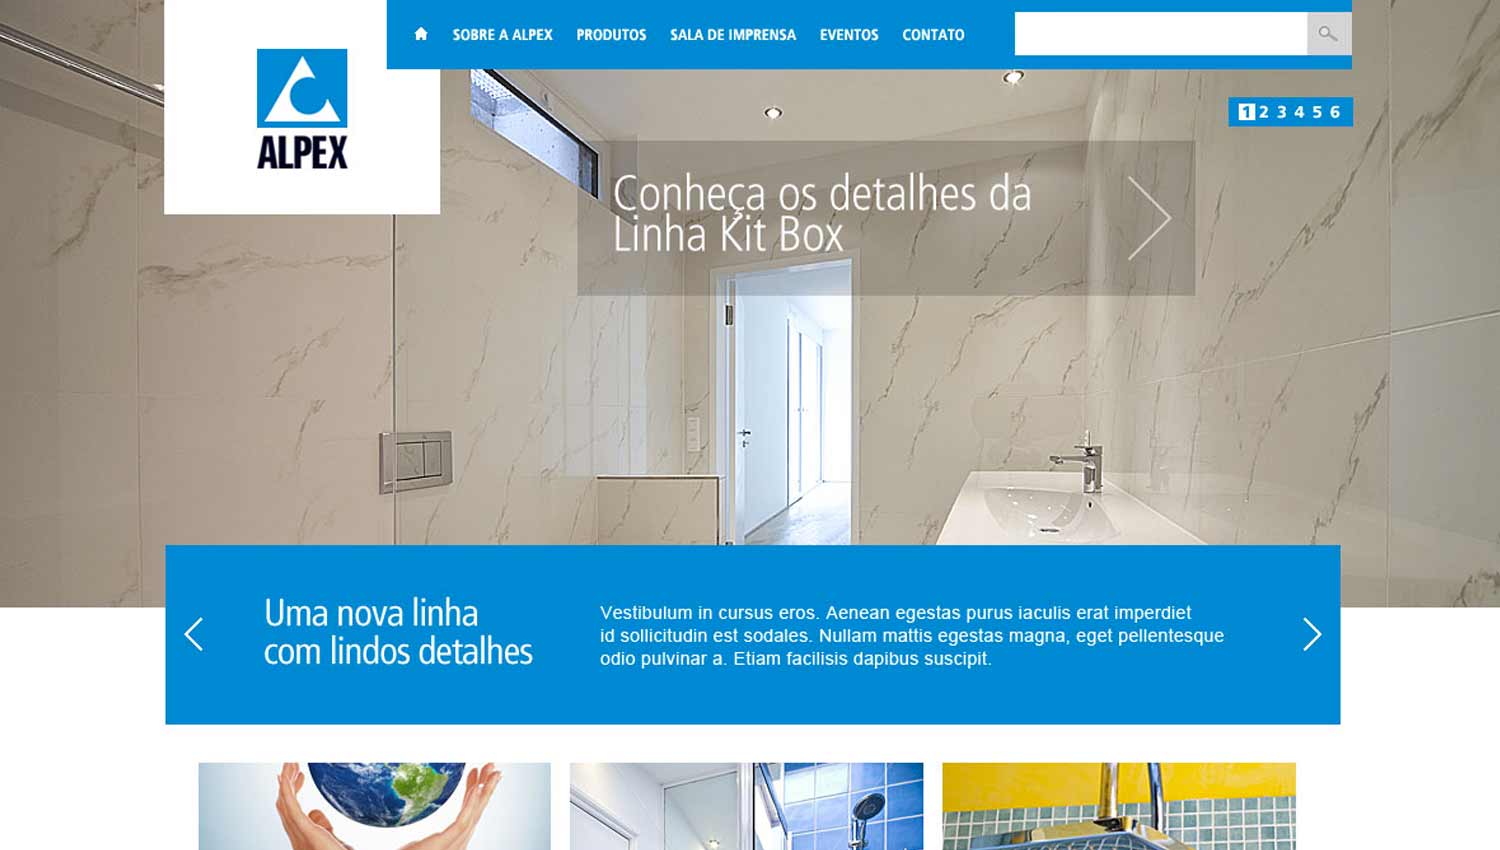 SOBRE A ALPEX PRODUTOS SALA DE IMPRENSA EVENTOS CONTATO
ALPEX
1 2 3 4 5 6
Conheça os detalhes da
Linha Kit Box
Uma nova linha
com lindos detalhes
Vestibulum in cursus eros. Aenean egestas purus iaculis erat imperdiet
id sollicitudin est sodales. Nullam mattis egestas magna, eget pellentesque
odio pulvinar a. Etiam facilisis dapibus suscipit.